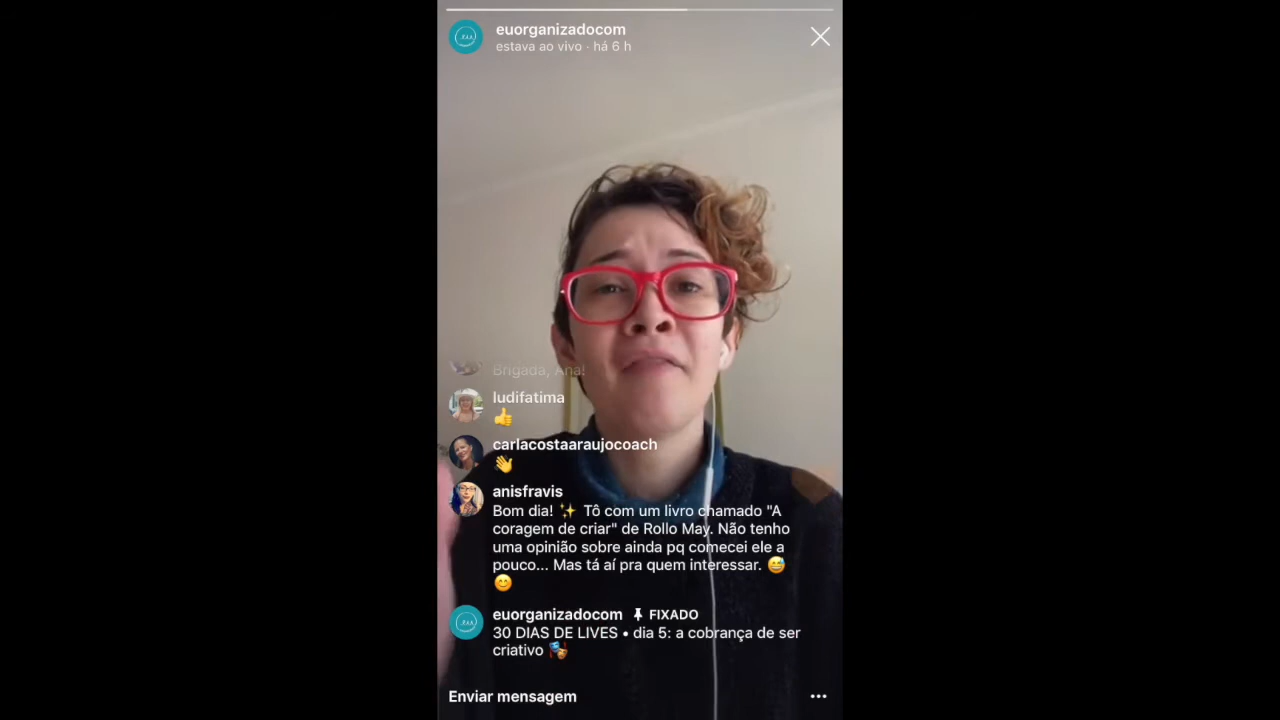 euorganizadocom
estava ao vivo · há 6 h
Brigada, Ana!
ludifatima
👍
carlacostaaraujocoach
👋
anisfravis
Bom dia! ✨ Tô com um livro chamado "A
coragem de criar" de Rollo May. Não tenho
uma opinião sobre ainda pq comecei ele a
pouco... Mas tá aí pra quem interessar. 😅
😊
euorganizadocom 📌 FIXADO
30 DIAS DE LIVES • dia 5: a cobrança de ser
criativo 🎭
Enviar mensagem